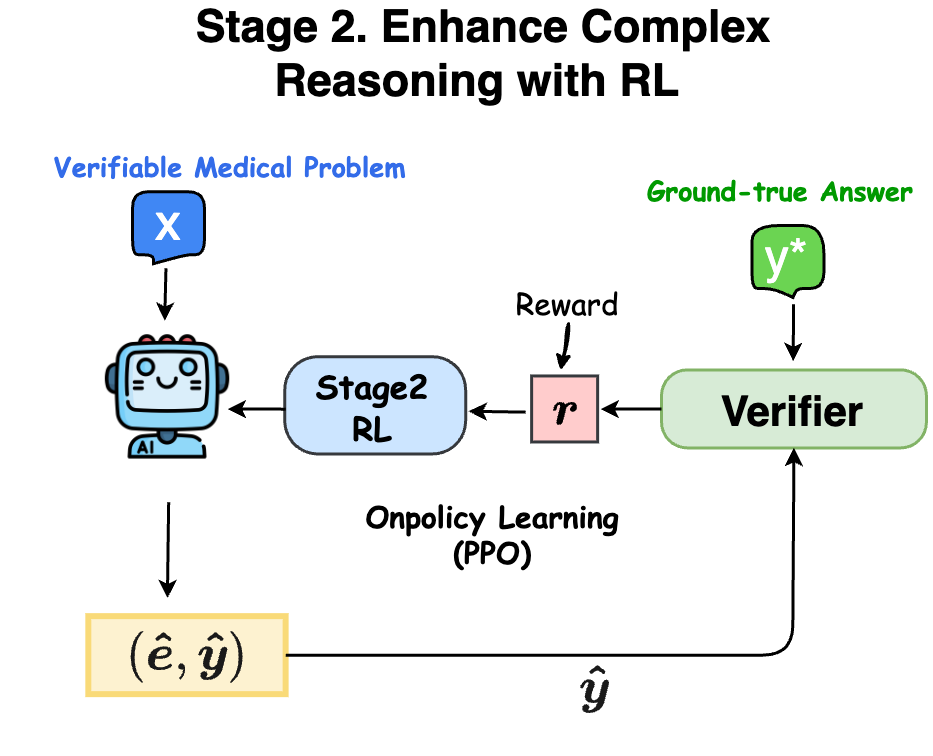 Stage 2. Enhance Complex
Reasoning with RL
Verifiable Medical Problem
Ground-true Answer
x
y*
Reward
Stage2
RL
r
Verifier
AI
Onpolicy Learning
(PPO)
(ê, ŷ)
ŷ